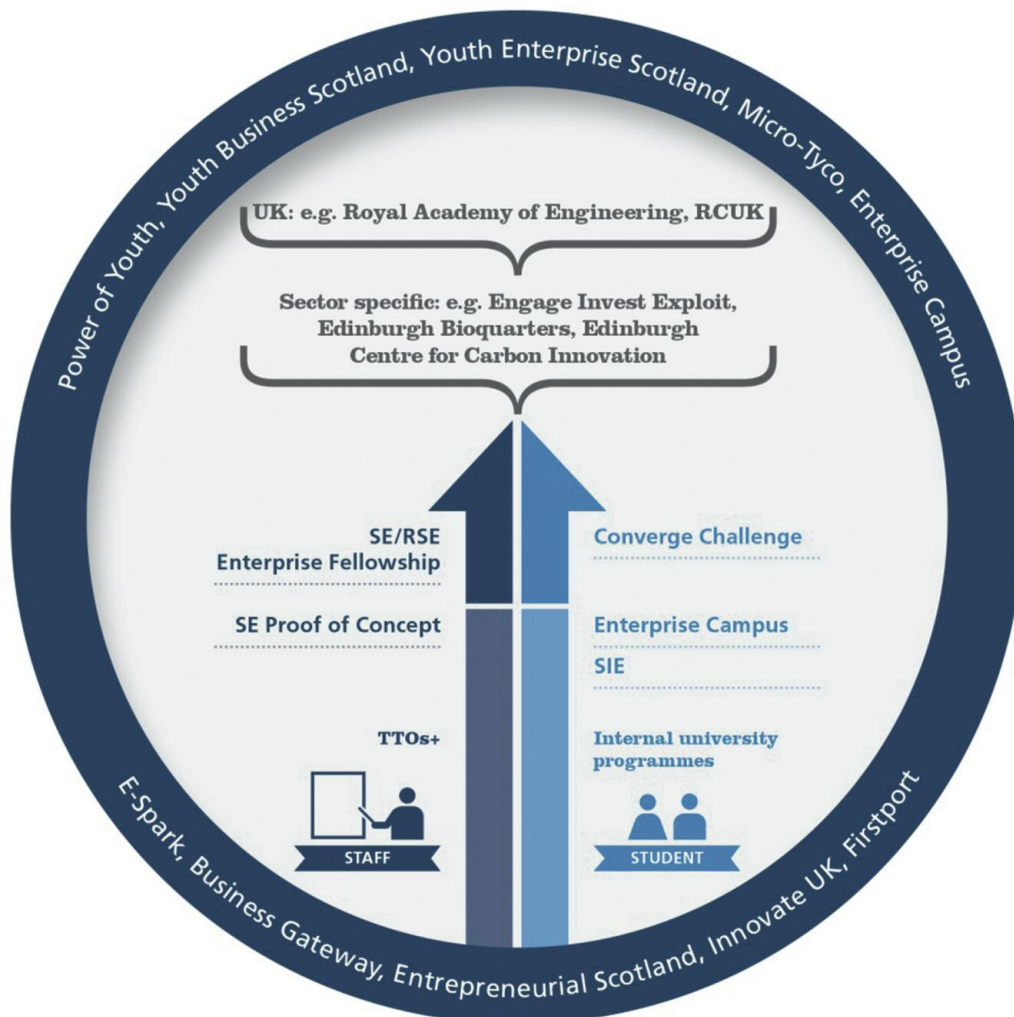 Power of Youth, Youth Business Scotland, Youth Enterprise Scotland, Micro-Tyco, Enterprise Campus
UK: e.g. Royal Academy of Engineering, RCUK
Sector specific: e.g. Engage Invest Exploit,
Edinburgh Bioquarters, Edinburgh
Centre for Carbon Innovation
SE/RSE
Enterprise Fellowship
Converge Challenge
SE Proof of Concept
Enterprise Campus
SIE
TTOs+
Internal university
programmes
STAFF
STUDENT
E-Spark, Business Gateway, Entrepreneurial Scotland, Innovate UK, Firstport